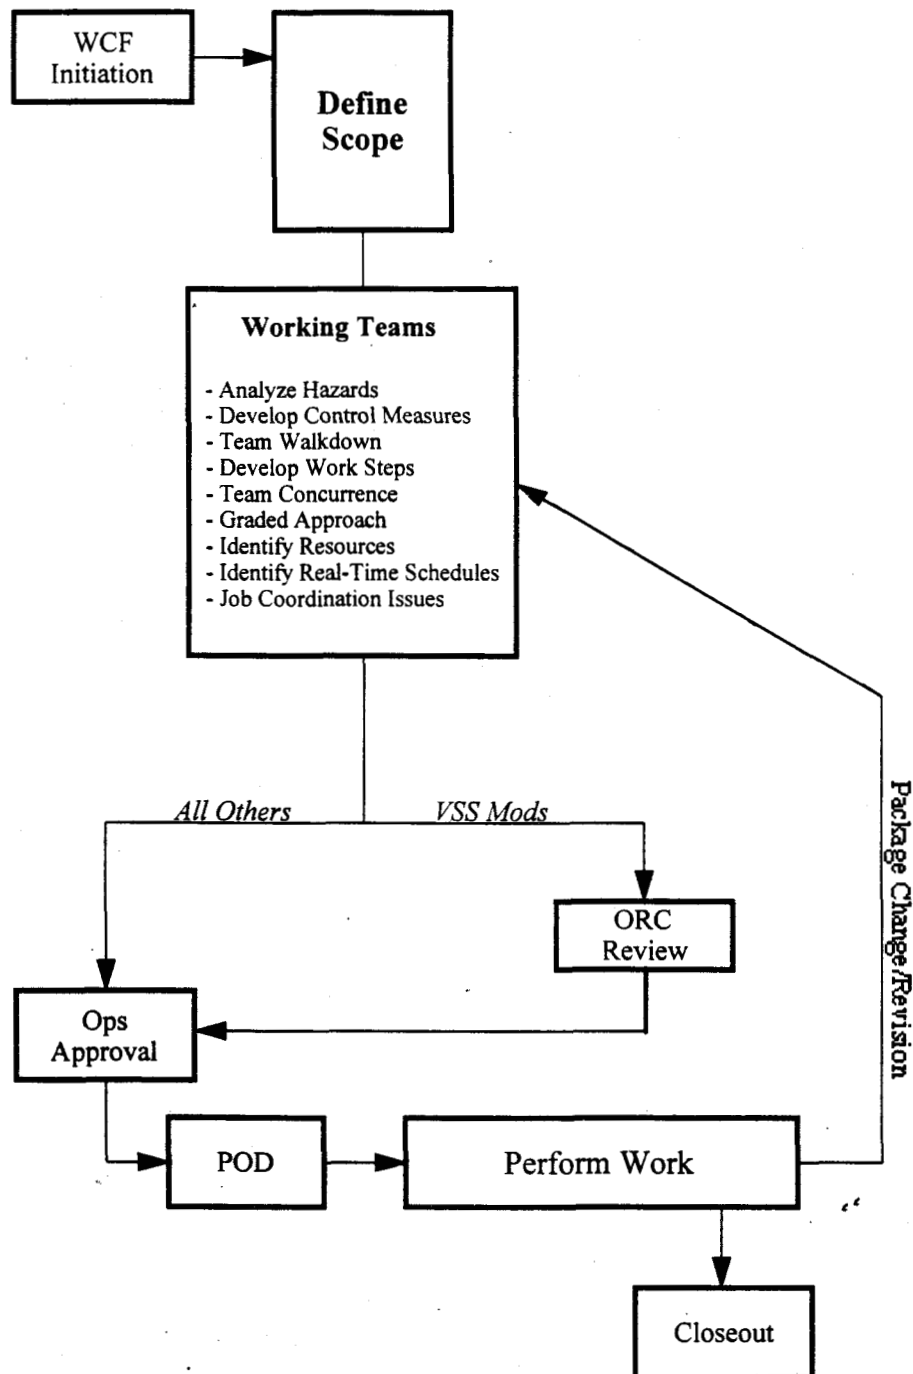 WCF
Initiation
Define
Scope
Working Teams
- Analyze Hazards
- Develop Control Measures
- Team Walkdown
- Develop Work Steps
- Team Concurrence
- Graded Approach
- Identify Resources
- Identify Real-Time Schedules
- Job Coordination Issues
All Others
VSS Mods
ORC
Review
Package Change/Revision
Ops
Approval
POD
Perform Work
Closeout